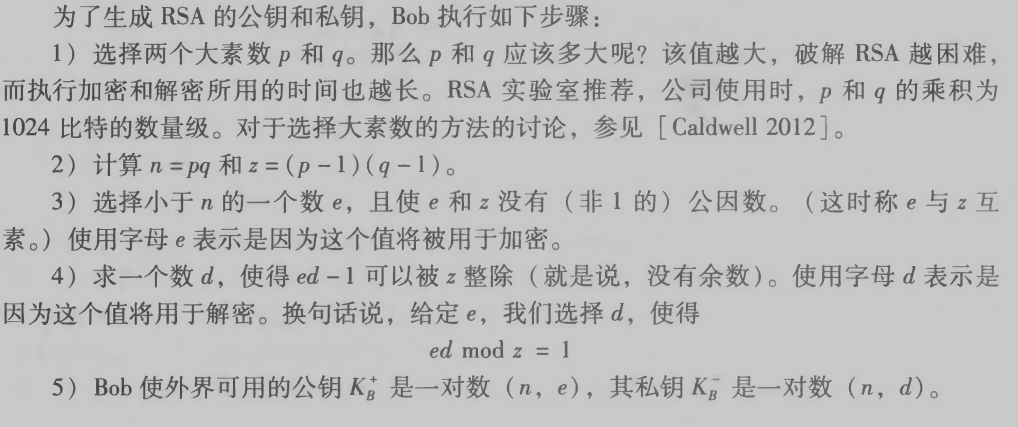 为了生成 RSA 的公钥和私钥，Bob 执行如下步骤：
1）选择两个大素数 p 和 q。那么 p 和 q 应该多大呢？该值越大，破解 RSA 越困难，
而执行加密和解密所用的时间也越长。RSA 实验室推荐，公司使用时，p 和 q 的乘积为
1024 比特的数量级。对于选择大素数的方法的讨论，参见［Caldwell 2012］。
2）计算 n = pq 和 z = (p − 1)(q − 1)。
3）选择小于 n 的一个数 e，且使 e 和 z 没有（非 1 的）公因数。（这时称 e 与 z 互
素。）使用字母 e 表示是因为这个值将被用于加密。
4）求一个数 d，使得 ed − 1 可以被 z 整除（就是说，没有余数）。使用字母 d 表示是
因为这个值将用于解密。换句话说，给定 e，我们选择 d，使得
ed mod z = 1
5）Bob 使外界可用的公钥 K_B^+ 是一对数（n，e），其私钥 K_B^- 是一对数（n，d）。